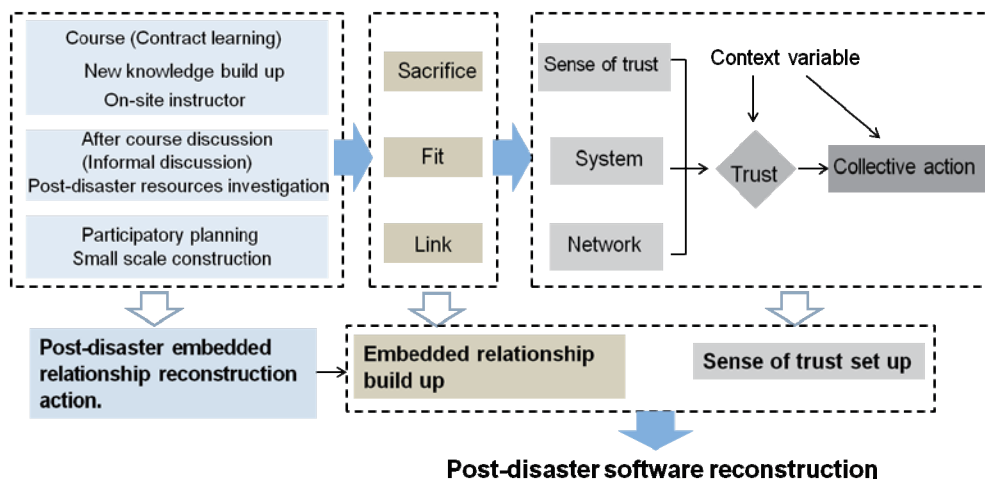 Course (Contract learning)
New knowledge build up
On-site instructor
After course discussion
(Informal discussion)
Post-disaster resources investigation
Participatory planning
Small scale construction
Sacrifice
Fit
Link
Sense of trust
System
Network
Context variable
Trust
Collective action
Post-disaster embedded
relationship reconstruction
action.
Embedded relationship
build up
Sense of trust set up
Post-disaster software reconstruction